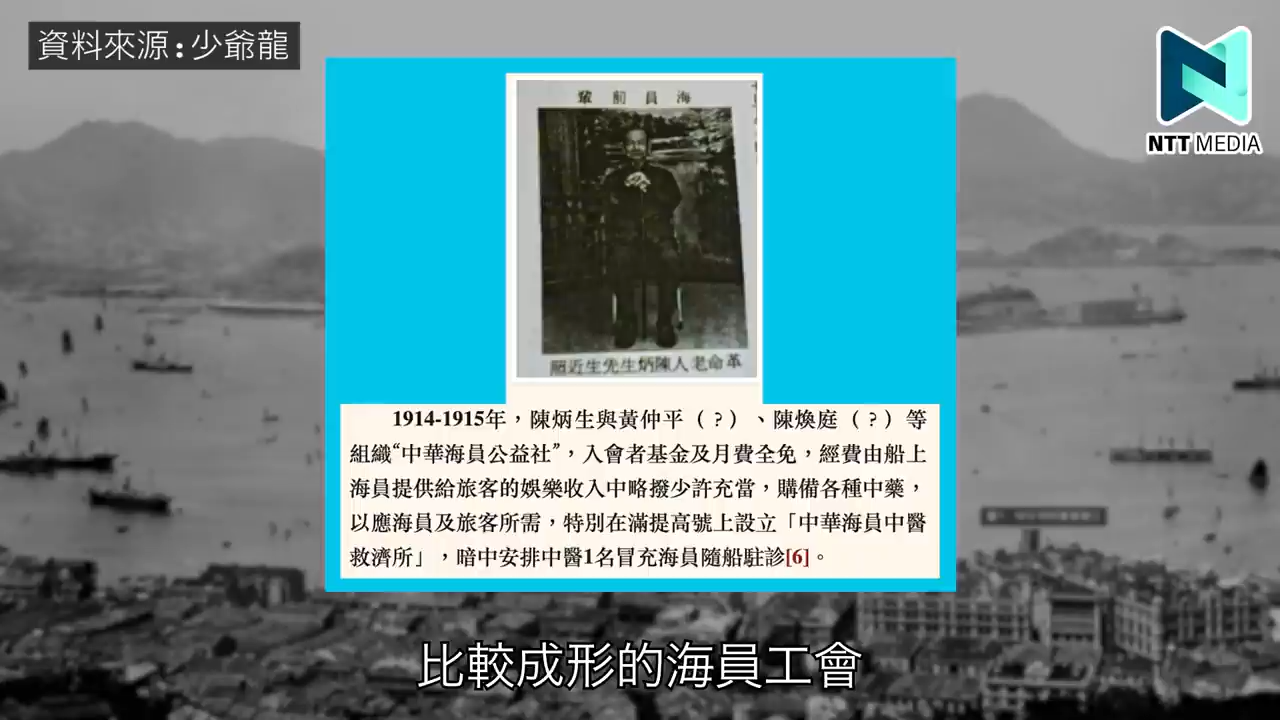 資料來源：少爺龍
NTT MEDIA
海員前輩
革命老人陳炳生先生近照
1914-1915年，陳炳生與黃仲平（?）、陳煥庭（?）等
組織“中華海員公益社”，入會者基金及月費全免，經費由船上
海員提供給旅客的娛樂收入中略撥少許充當，購備各種中藥，
以應海員及旅客所需，特別在滿提高號上設立「中華海員中醫
救濟所」，暗中安排中醫1名冒充海員隨船駐診[6]。
比較成形的海員工會